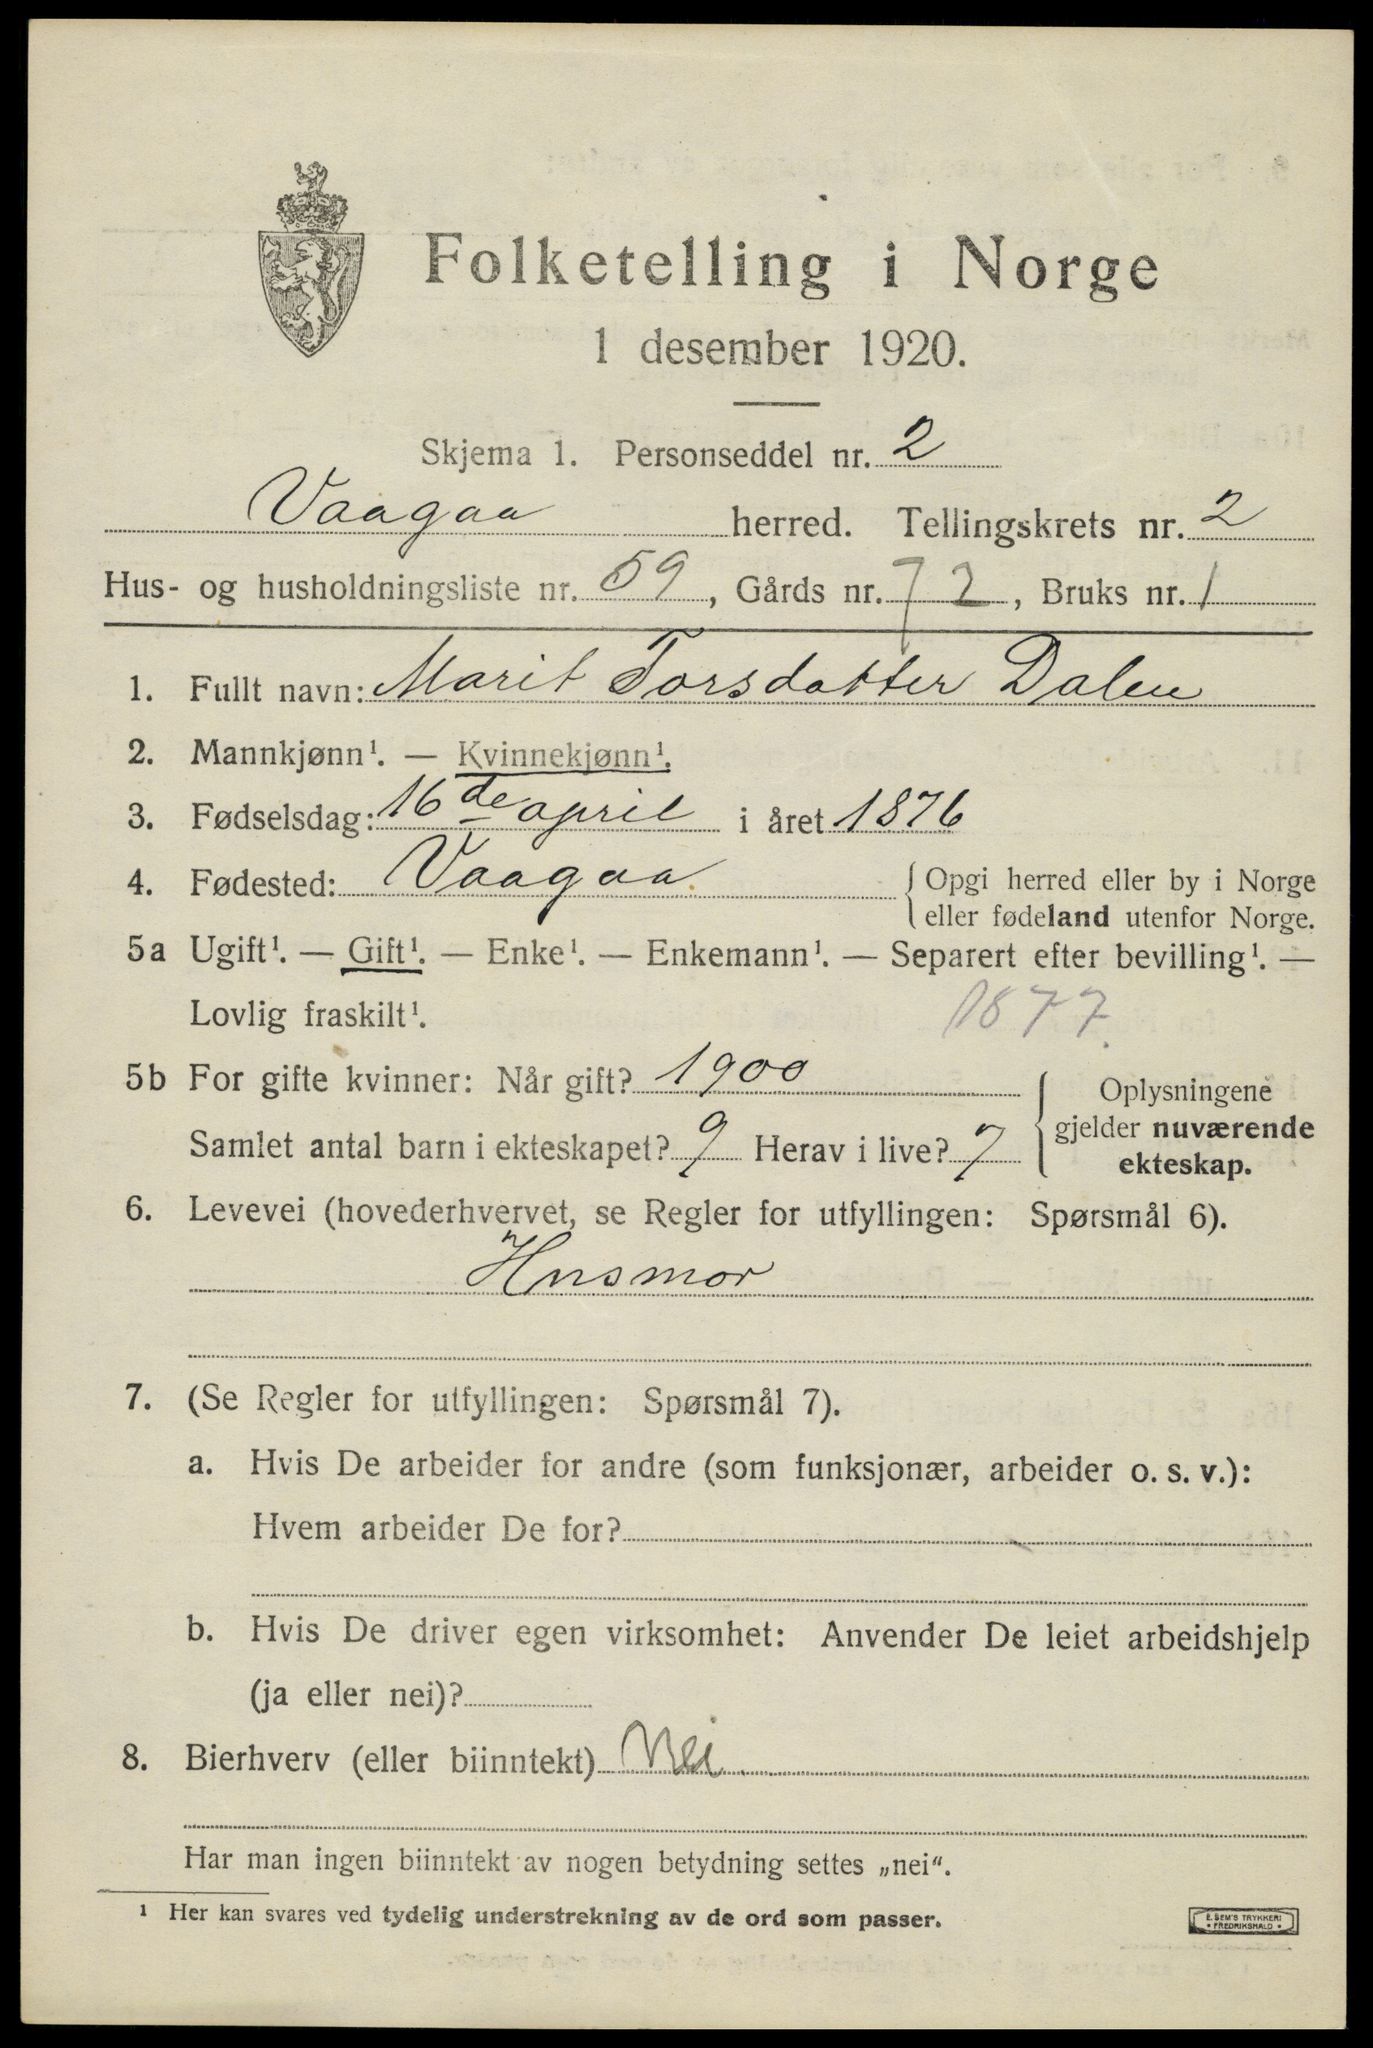 Folketelling i Norge
1 desember 1920.
Skjema 1. Personseddel nr. 2
Vaagaa herred. Tellingskrets nr. 2
Hus- og husholdningsliste nr. 59, Gårds nr. 72, Bruks nr. 1
1. Fullt navn: Marit Torsdatter Dalen
2. Mannkjønn¹. — Kvinnekjønn¹.
3. Fødselsdag: 16de april i året 1876
4. Fødested: Vaagaa { Opgi herred eller by i Norge
eller fødeland utenfor Norge.
5a Ugift¹. — Gift¹. — Enke¹. — Enkemann¹. — Separert efter bevilling¹. —
Lovlig fraskilt¹. 1877.
5b For gifte kvinner: Når gift? 1900
Samlet antal barn i ekteskapet? 9 Herav i live? 7
{ Oplysningene
gjelder nuværende
ekteskap.
6. Levevei (hovederhvervet, se Regler for utfyllingen: Spørsmål 6).
Husmor
7. (Se Regler for utfyllingen: Spørsmål 7).
a. Hvis De arbeider for andre (som funksjonær, arbeider o. s. v.):
Hvem arbeider De for?
b. Hvis De driver egen virksomhet: Anvender De leiet arbeidshjelp
(ja eller nei)?
8. Bierhverv (eller biinntekt) Nei.
Har man ingen biinntekt av nogen betydning settes „nei“.
¹ Her kan svares ved tydelig understrekning av de ord som passer.
E. SEM'S TRYKKERI
• FREDRIKSHALD •